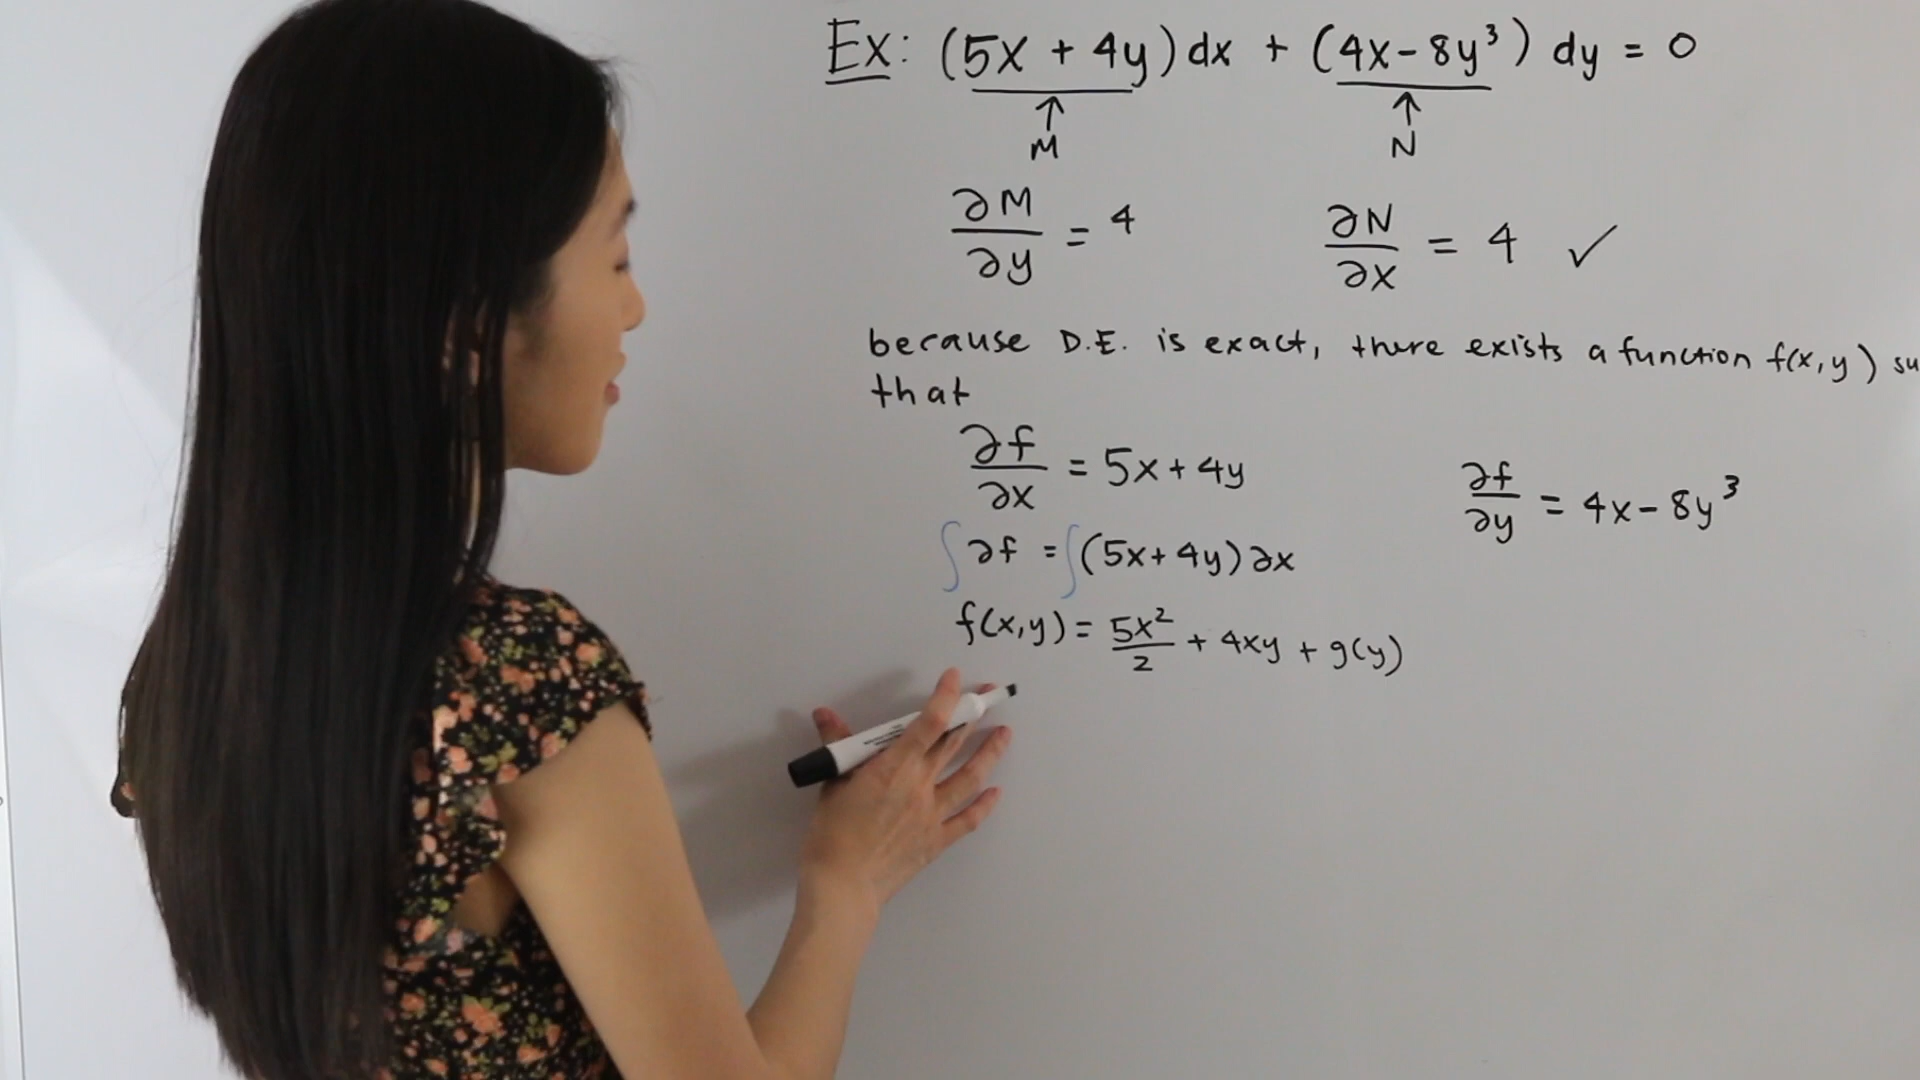 Ex: (5x + 4y)dx + (4x-8y³) dy = 0
↑ ↑
M N
∂M/∂y = 4 ∂N/∂x = 4 ✓
because D.E. is exact, there exists a function f(x,y) su
that
∂f/∂x = 5x+4y ∂f/∂y = 4x-8y³
∫∂f = ∫(5x+4y)∂x
f(x,y) = 5x²/2 + 4xy + g(y)